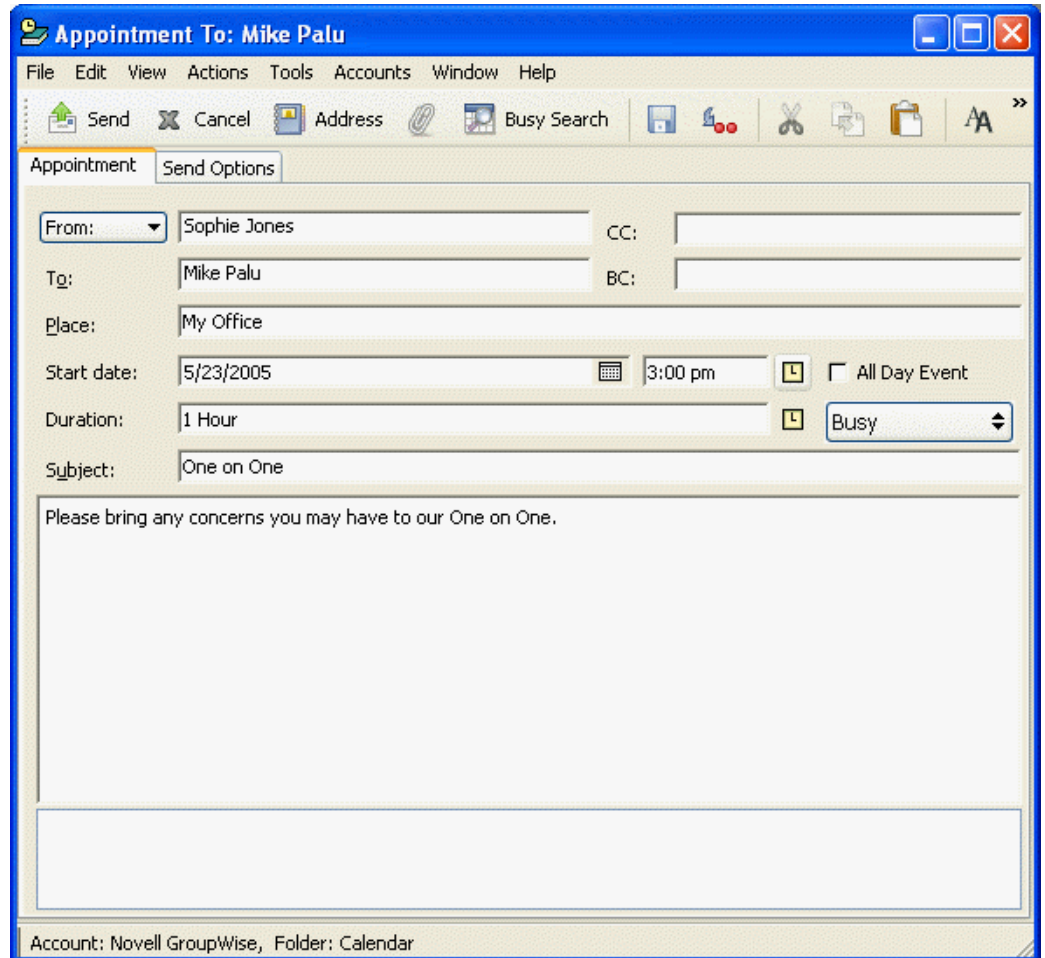 Appointment To: Mike Palu
File Edit View Actions Tools Accounts Window Help
Send Cancel Address Busy Search AA »
Appointment Send Options
From: Sophie Jones CC:
To: Mike Palu BC:
Place: My Office
Start date: 5/23/2005 3:00 pm All Day Event
Duration: 1 Hour Busy
Subject: One on One
Please bring any concerns you may have to our One on One.
Account: Novell GroupWise, Folder: Calendar